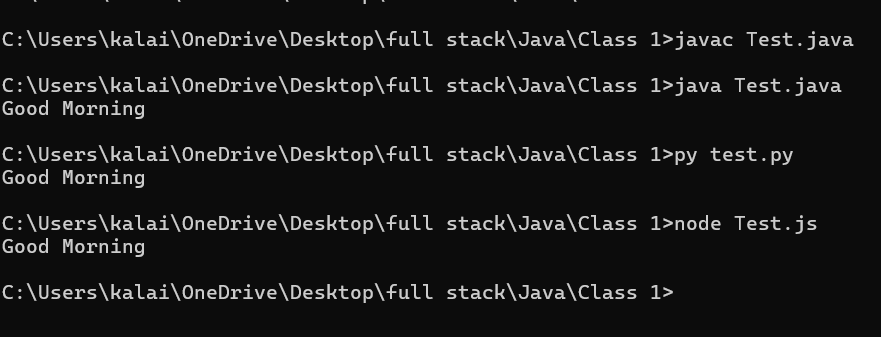 C:\Users\kalai\OneDrive\Desktop\full stack\Java\Class 1>javac Test.java
C:\Users\kalai\OneDrive\Desktop\full stack\Java\Class 1>java Test.java
Good Morning
C:\Users\kalai\OneDrive\Desktop\full stack\Java\Class 1>py test.py
Good Morning
C:\Users\kalai\OneDrive\Desktop\full stack\Java\Class 1>node Test.js
Good Morning
C:\Users\kalai\OneDrive\Desktop\full stack\Java\Class 1>